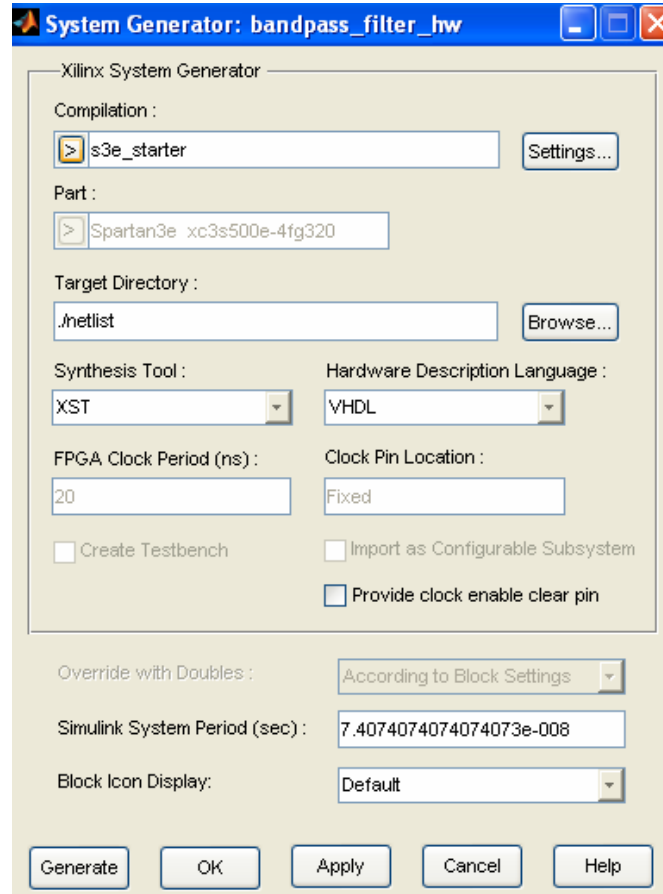 System Generator: bandpass_filter_hw
Xilinx System Generator
Compilation :
> s3e_starter Settings...
Part :
> Spartan3e xc3s500e-4fg320
Target Directory :
./netlist Browse...
Synthesis Tool : Hardware Description Language :
XST VHDL
FPGA Clock Period (ns) : Clock Pin Location :
20 Fixed
Create Testbench Import as Configurable Subsystem
Provide clock enable clear pin
Override with Doubles : According to Block Settings
Simulink System Period (sec) : 7.4074074074074073e-008
Block Icon Display: Default
Generate OK Apply Cancel Help